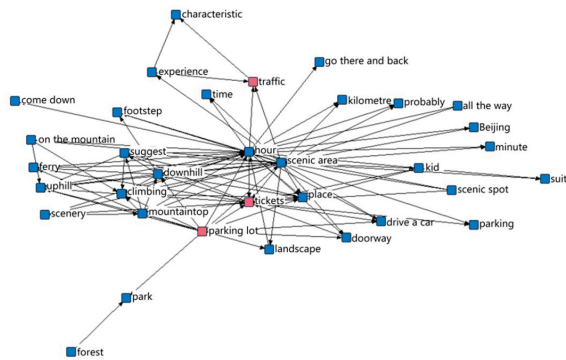 characteristic
go there and back
experience
traffic
come down
time
kilometre
probably
all the way
footstep
Beijing
on the mountain
suggest
hour
minute
ferry
downhill
scenic area
kid
suit
uphill
climbing
scenic spot
tickets
place
scenery
mountaintop
drive a car
parking
parking lot
doorway
landscape
park
forest